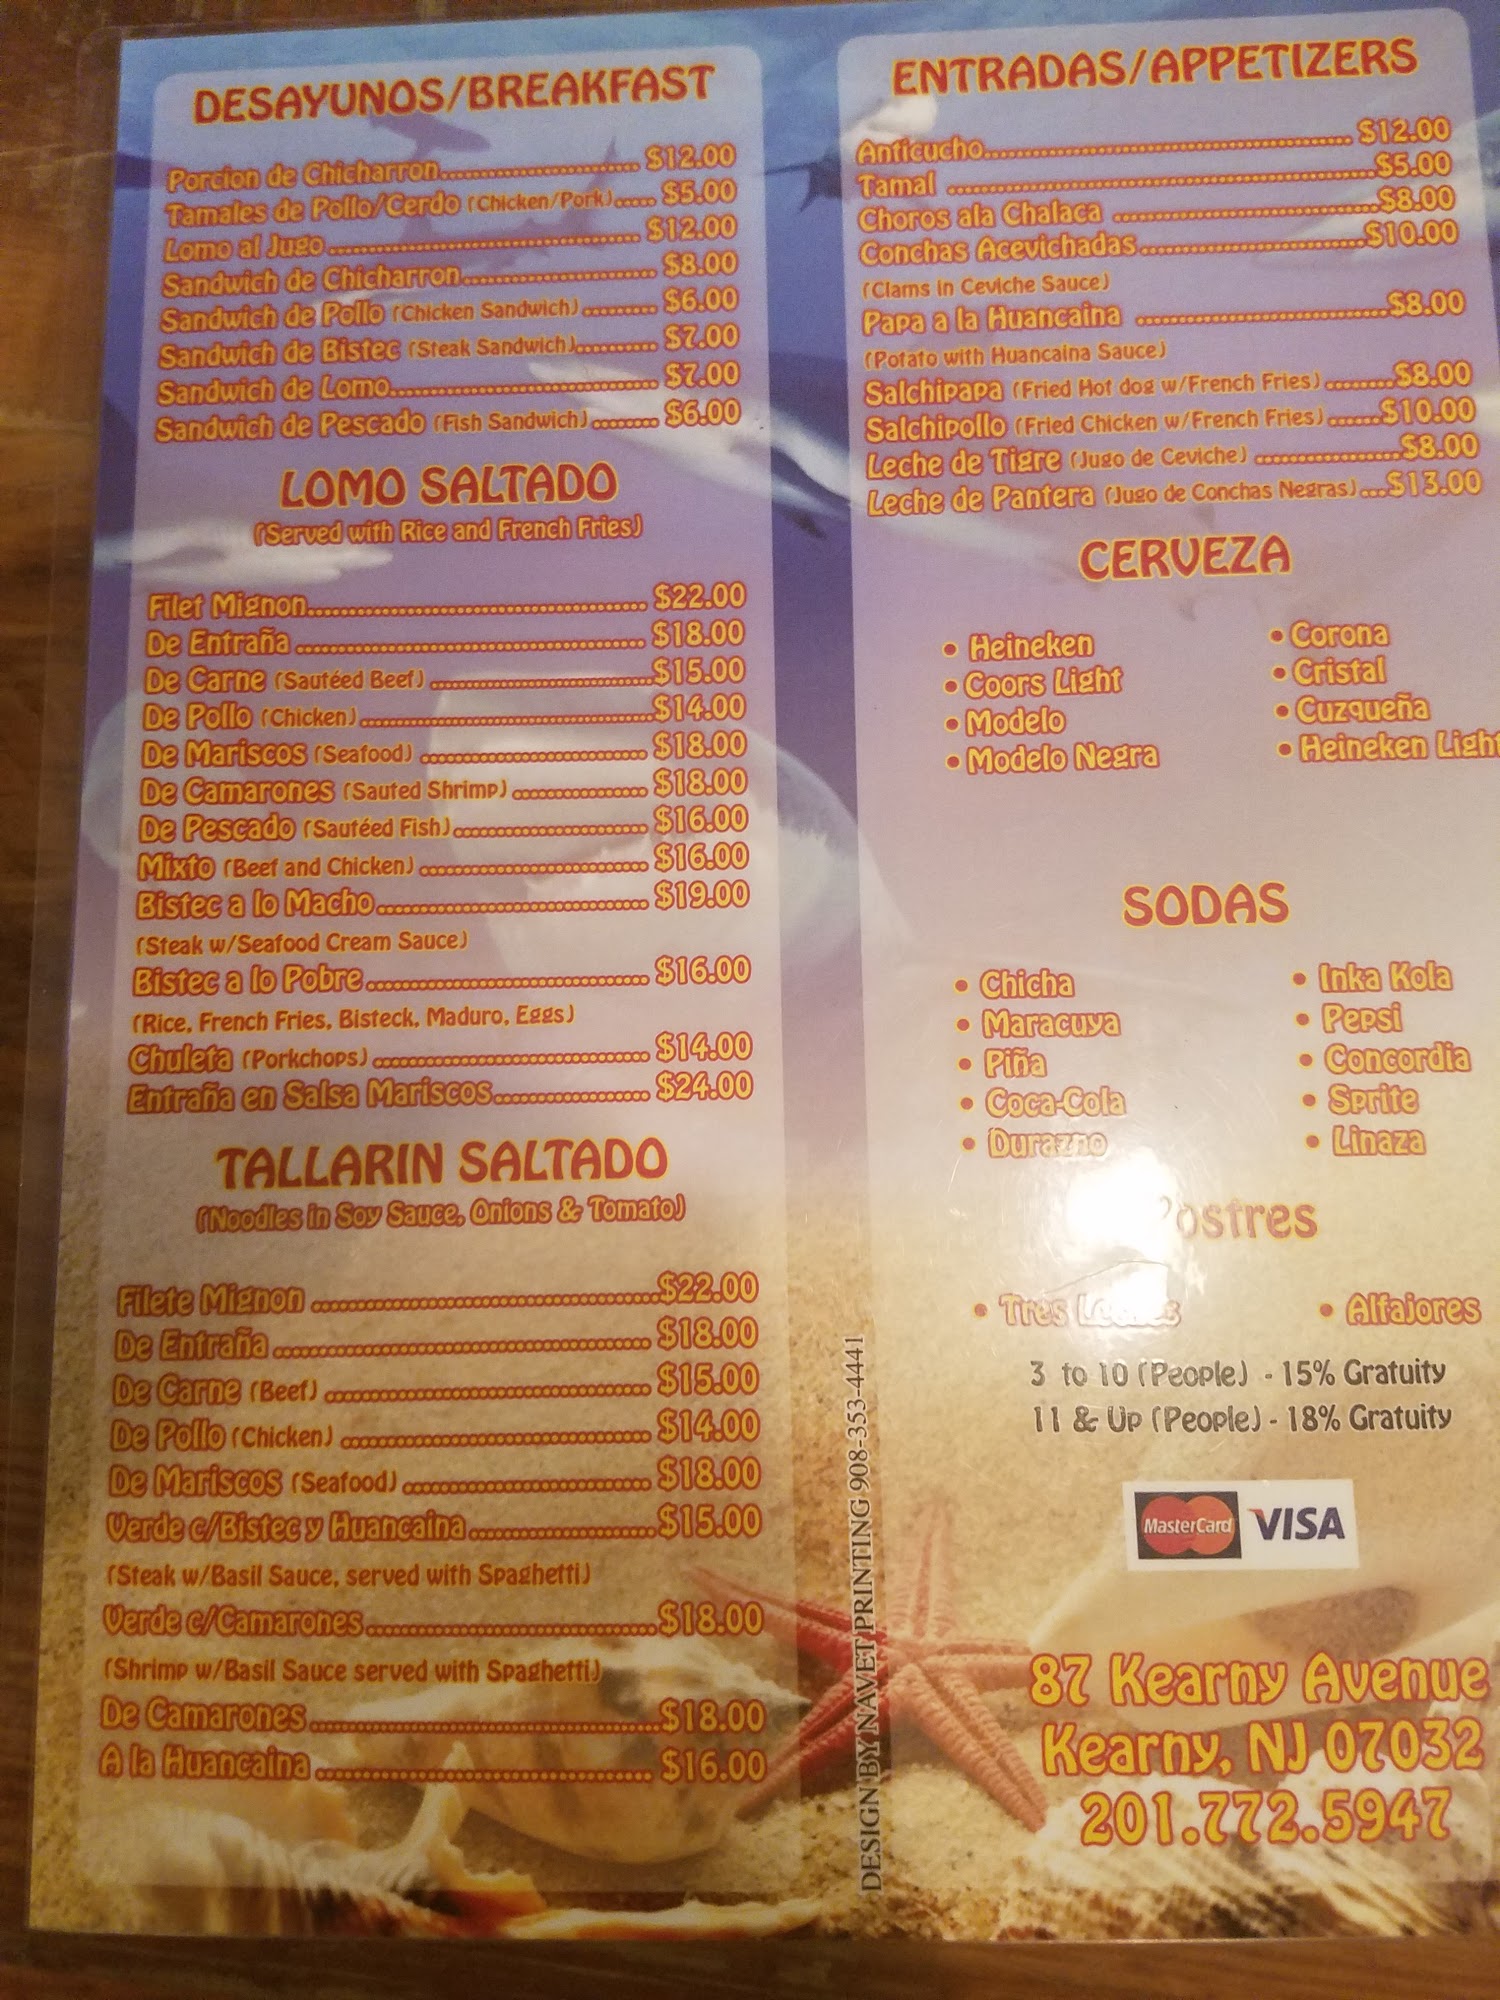 DESAYUNOS/BREAKFAST
Porcion de Chicharron.......... $12.00
Tamales de Pollo/Cerdo (Chicken/Pork)..... $5.00
Lomo al Jugo.......... $12.00
Sandwich de Chicharron.......... $8.00
Sandwich de Pollo (Chicken Sandwich).......... $6.00
Sandwich de Bistec (Steak Sandwich).......... $7.00
Sandwich de Lomo.......... $7.00
Sandwich de Pescado (Fish Sandwich)......... $6.00
LOMO SALTADO
(Served with Rice and French Fries)
Filet Mignon.......... $22.00
De Entraña.......... $18.00
De Carne (Sautéed Beef)..........$15.00
De Pollo (Chicken)..........$14.00
De Mariscos (Seafood).......... $18.00
De Camarones (Sauted Shrimp).......... $18.00
De Pescado (Sautéed Fish).......... $16.00
Mixto (Beef and Chicken).......... $16.00
Bistec a lo Macho.......... $19.00
(Steak w/Seafood Cream Sauce)
Bistec a lo Pobre.......... $16.00
(Rice, French Fries, Bisteck, Maduro, Eggs)
Chuleta (Porkchops).......... $14.00
Entraña en Salsa Mariscos.......... $24.00
TALLARIN SALTADO
(Noodles in Soy Sauce, Onions & Tomato)
Filete Mignon..........$22.00
De Entraña.......... $18.00
De Carne (Beef).......... $15.00
De Pollo (Chicken).......... $14.00
De Mariscos (Seafood).......... $18.00
Verde c/Bistec y Huancaina..........$15.00
(Steak w/Basil Sauce, served with Spaghetti)
Verde c/Camarones..........$18.00
(Shrimp w/Basil Sauce served with Spaghetti)
De Camarones..........$18.00
A la Huancaina.......... $16.00
ENTRADAS/APPETIZERS
Anticucho.......... $12.00
Tamal ..........$5.00
Choros ala Chalaca ..........$8.00
Conchas Acevichadas..........$10.00
(Clams in Ceviche Sauce)
Papa a la Huancaina ..........$8.00
(Potato with Huancaina Sauce)
Salchipapa (Fried Hot dog w/French Fries).........$8.00
Salchipollo (Fried Chicken w/French Fries).......$10.00
Leche de Tigre (Jugo de Ceviche)..........$8.00
Leche de Pantera (Jugo de Conchas Negras)....$13.00
CERVEZA
• Heineken • Corona
• Coors Light • Cristal
• Modelo • Cuzqueña
• Modelo Negra • Heineken Light
SODAS
• Chicha • Inka Kola
• Maracuya • Pepsi
• Piña • Concordia
• Coca-Cola • Sprite
• Durazno • Linaza
Postres
• Tres Leches • Alfajores
3 to 10 (People) - 15% Gratuity
11 & Up (People) - 18% Gratuity
MasterCard VISA
87 Kearny Avenue
Kearny, NJ 07032
201.772.5947
DESIGN BY NAVET PRINTING 908-353-4441